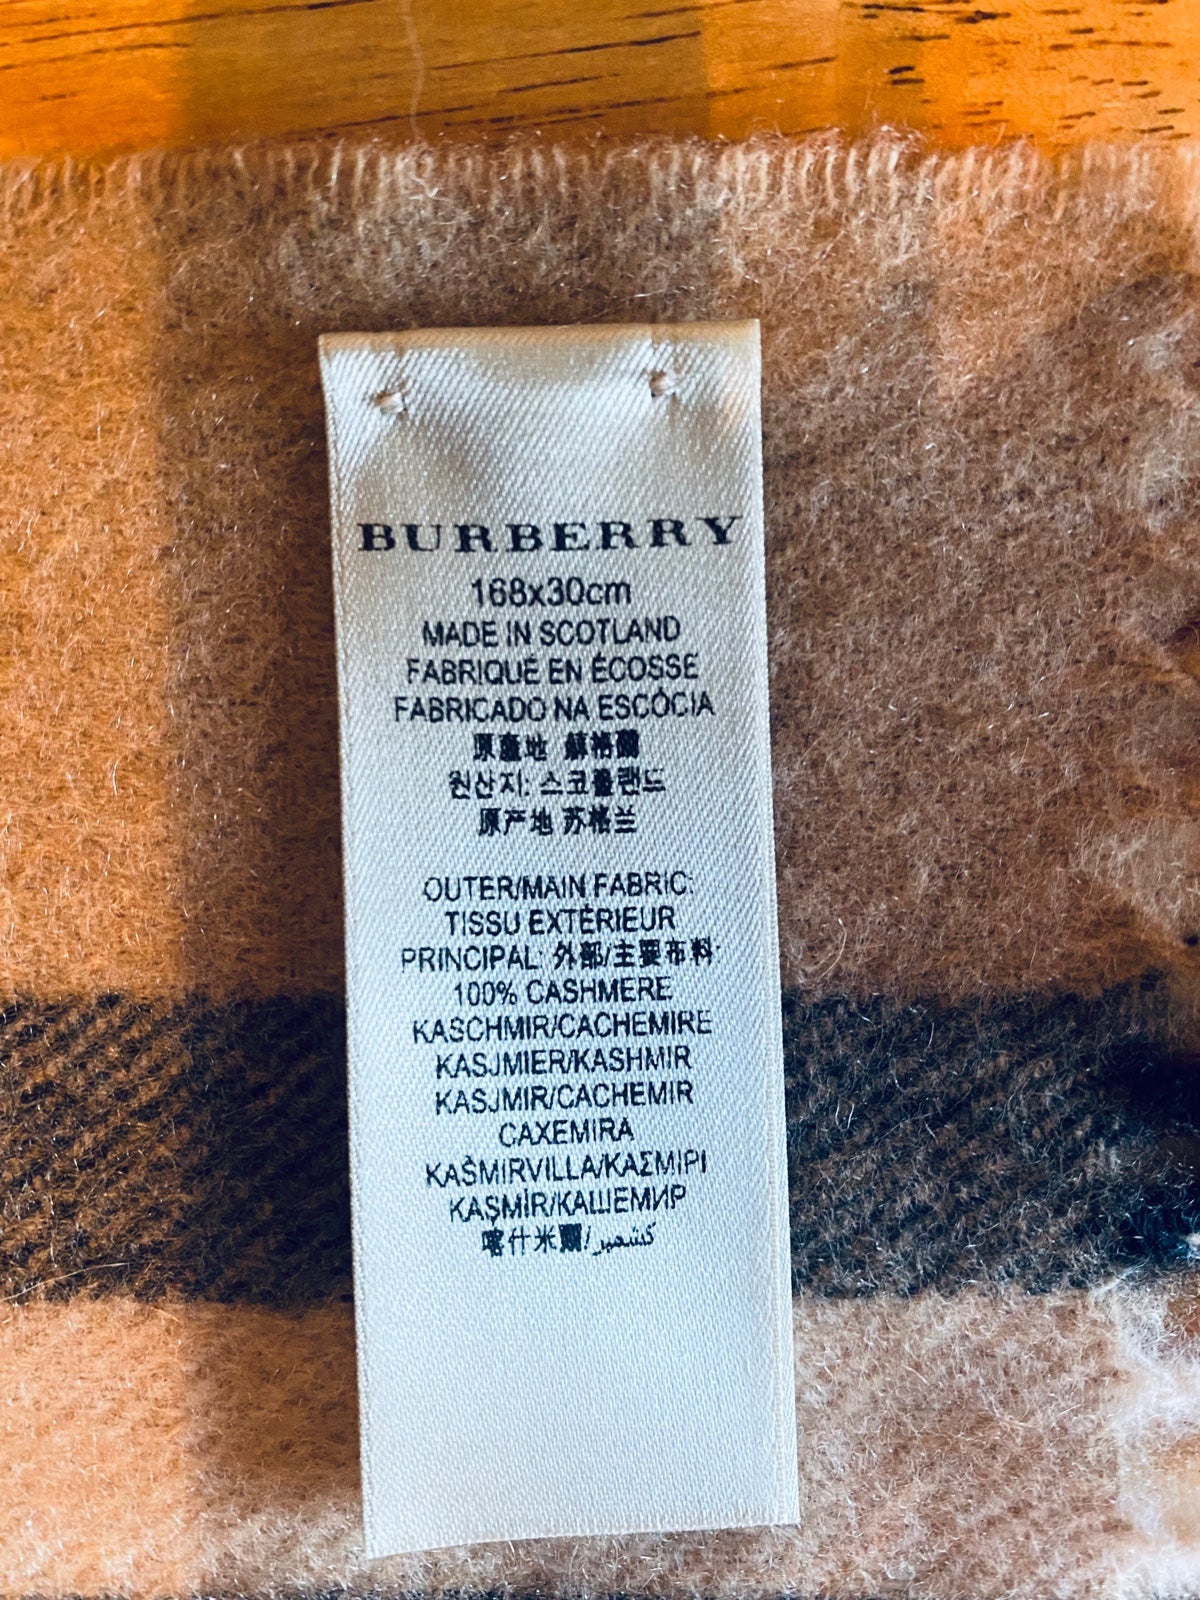 BURBERRY
168x30cm
MADE IN SCOTLAND
FABRIQUÉ EN ÉCOSSE
FABRICADO NA ESCÓCIA
原產地 蘇格蘭
원산지: 스코틀랜드
原产地 苏格兰
OUTER/MAIN FABRIC:
TISSU EXTÉRIEUR
PRINCIPAL: 外部/主要布料:
100% CASHMERE
KASCHMIR/CACHEMIRE
KASJMIER/KASHMIR
KASJMIR/CACHEMIR
CAXEMIRA
KAŠMIRVILLA/ΚΑΣΜΙΡΙ
KAŞMİR/КАШЕМИР
喀什米爾/كشمير